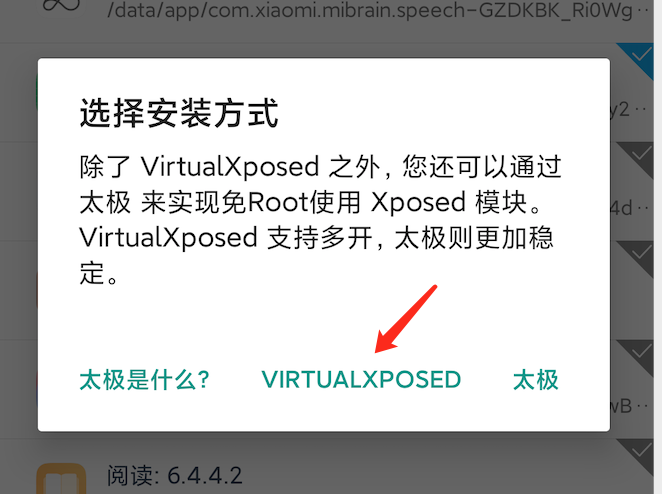 /data/app/com.xiaomi.mibrain.speech-GZDKBK_Ri0Wg··
选择安装方式
y2··
除了 VirtualXposed 之外, 您还可以通过
太极 来实现免Root使用 Xposed 模块。
4d··
VirtualXposed 支持多开, 太极则更加稳
定。
太极是什么?
VIRTUALXPOSED
太极
wB··
阅读: 6.4.4.2